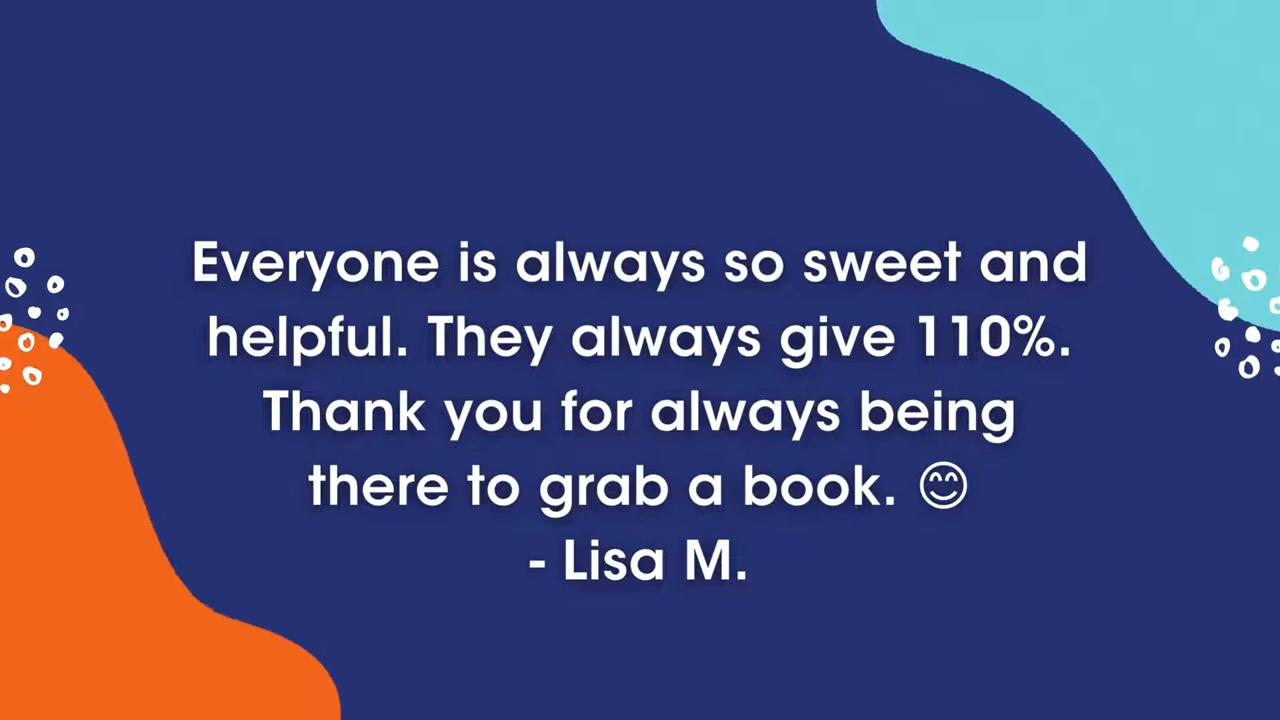 Everyone is always so sweet and
helpful. They always give 110%.
Thank you for always being
there to grab a book. 😊
- Lisa M.